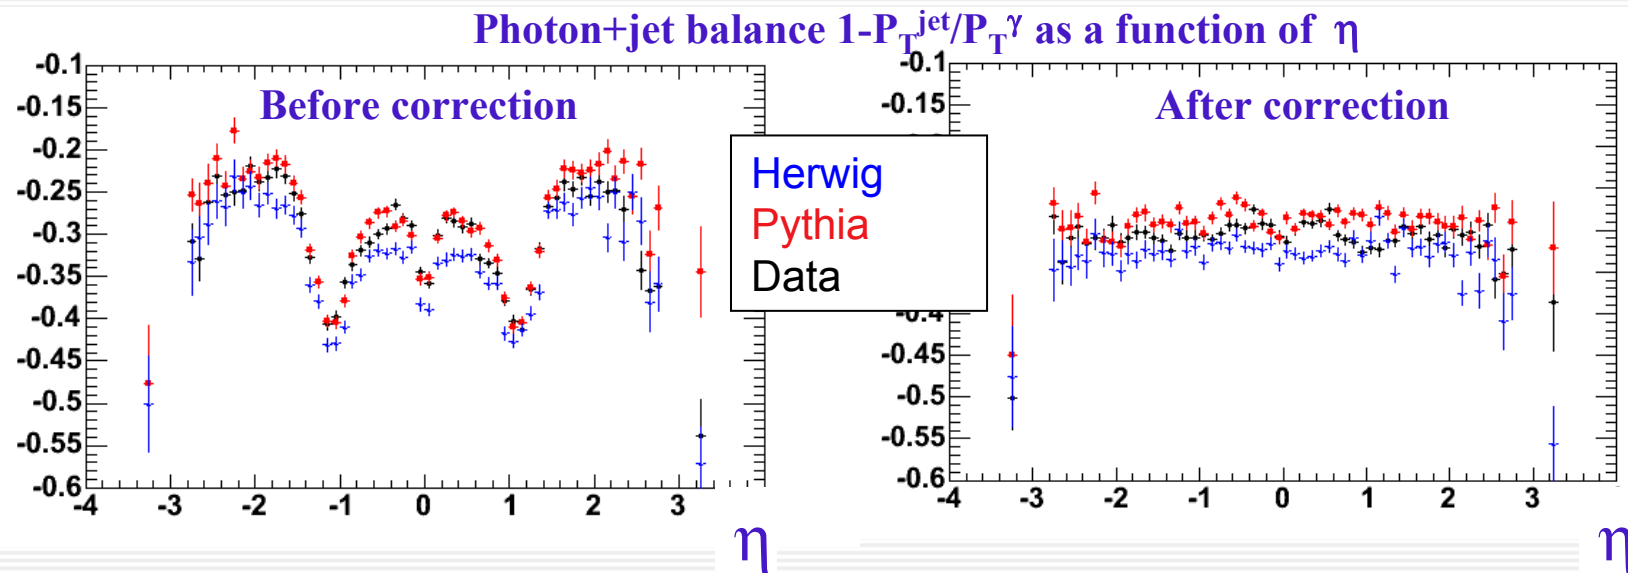 Photon+jet balance 1-P_T^jet/P_T^γ as a function of η
Before correction
-0.1
-0.15
-0.2
-0.25
-0.3
-0.35
-0.4
-0.45
-0.5
-0.55
-0.6
-4 -3 -2 -1 0 1 2 3
η
Herwig
Pythia
Data
After correction
-0.1
-0.15
-0.4
-0.45
-0.5
-0.55
-0.6
-4 -3 -2 -1 0 1 2 3
η